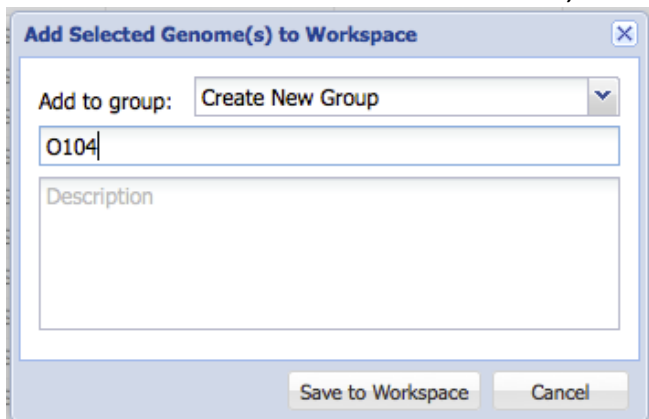 Add Selected Genome(s) to Workspace
Add to group: Create New Group
O104
Description
Save to Workspace Cancel